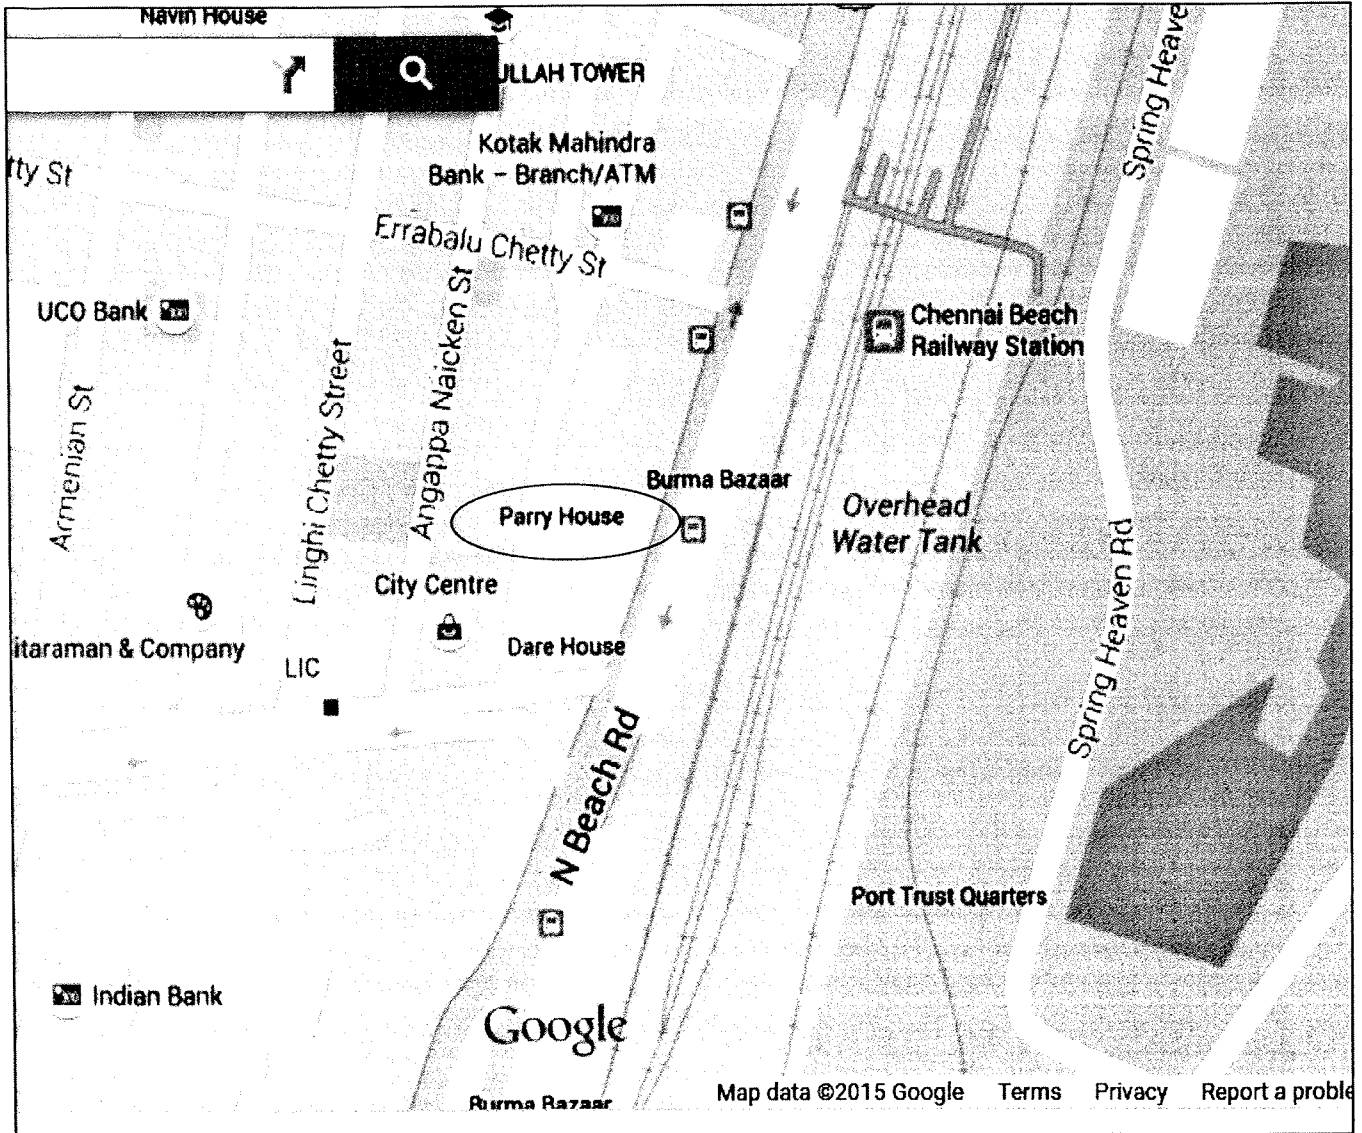 Navin House
ULLAH TOWER
Kotak Mahindra
Bank – Branch/ATM
tty St
Errabalu Chetty St
Spring Heave
UCO Bank
Chennai Beach
Railway Station
Armenian St
Linghi Chetty Street
Angappa Naicken St
Burma Bazaar
Parry House
Overhead
Water Tank
City Centre
itaraman & Company
Dare House
LIC
Spring Heaven Rd
N Beach Rd
Port Trust Quarters
Indian Bank
Google
Burma Bazaar
Map data ©2015 Google Terms Privacy Report a proble